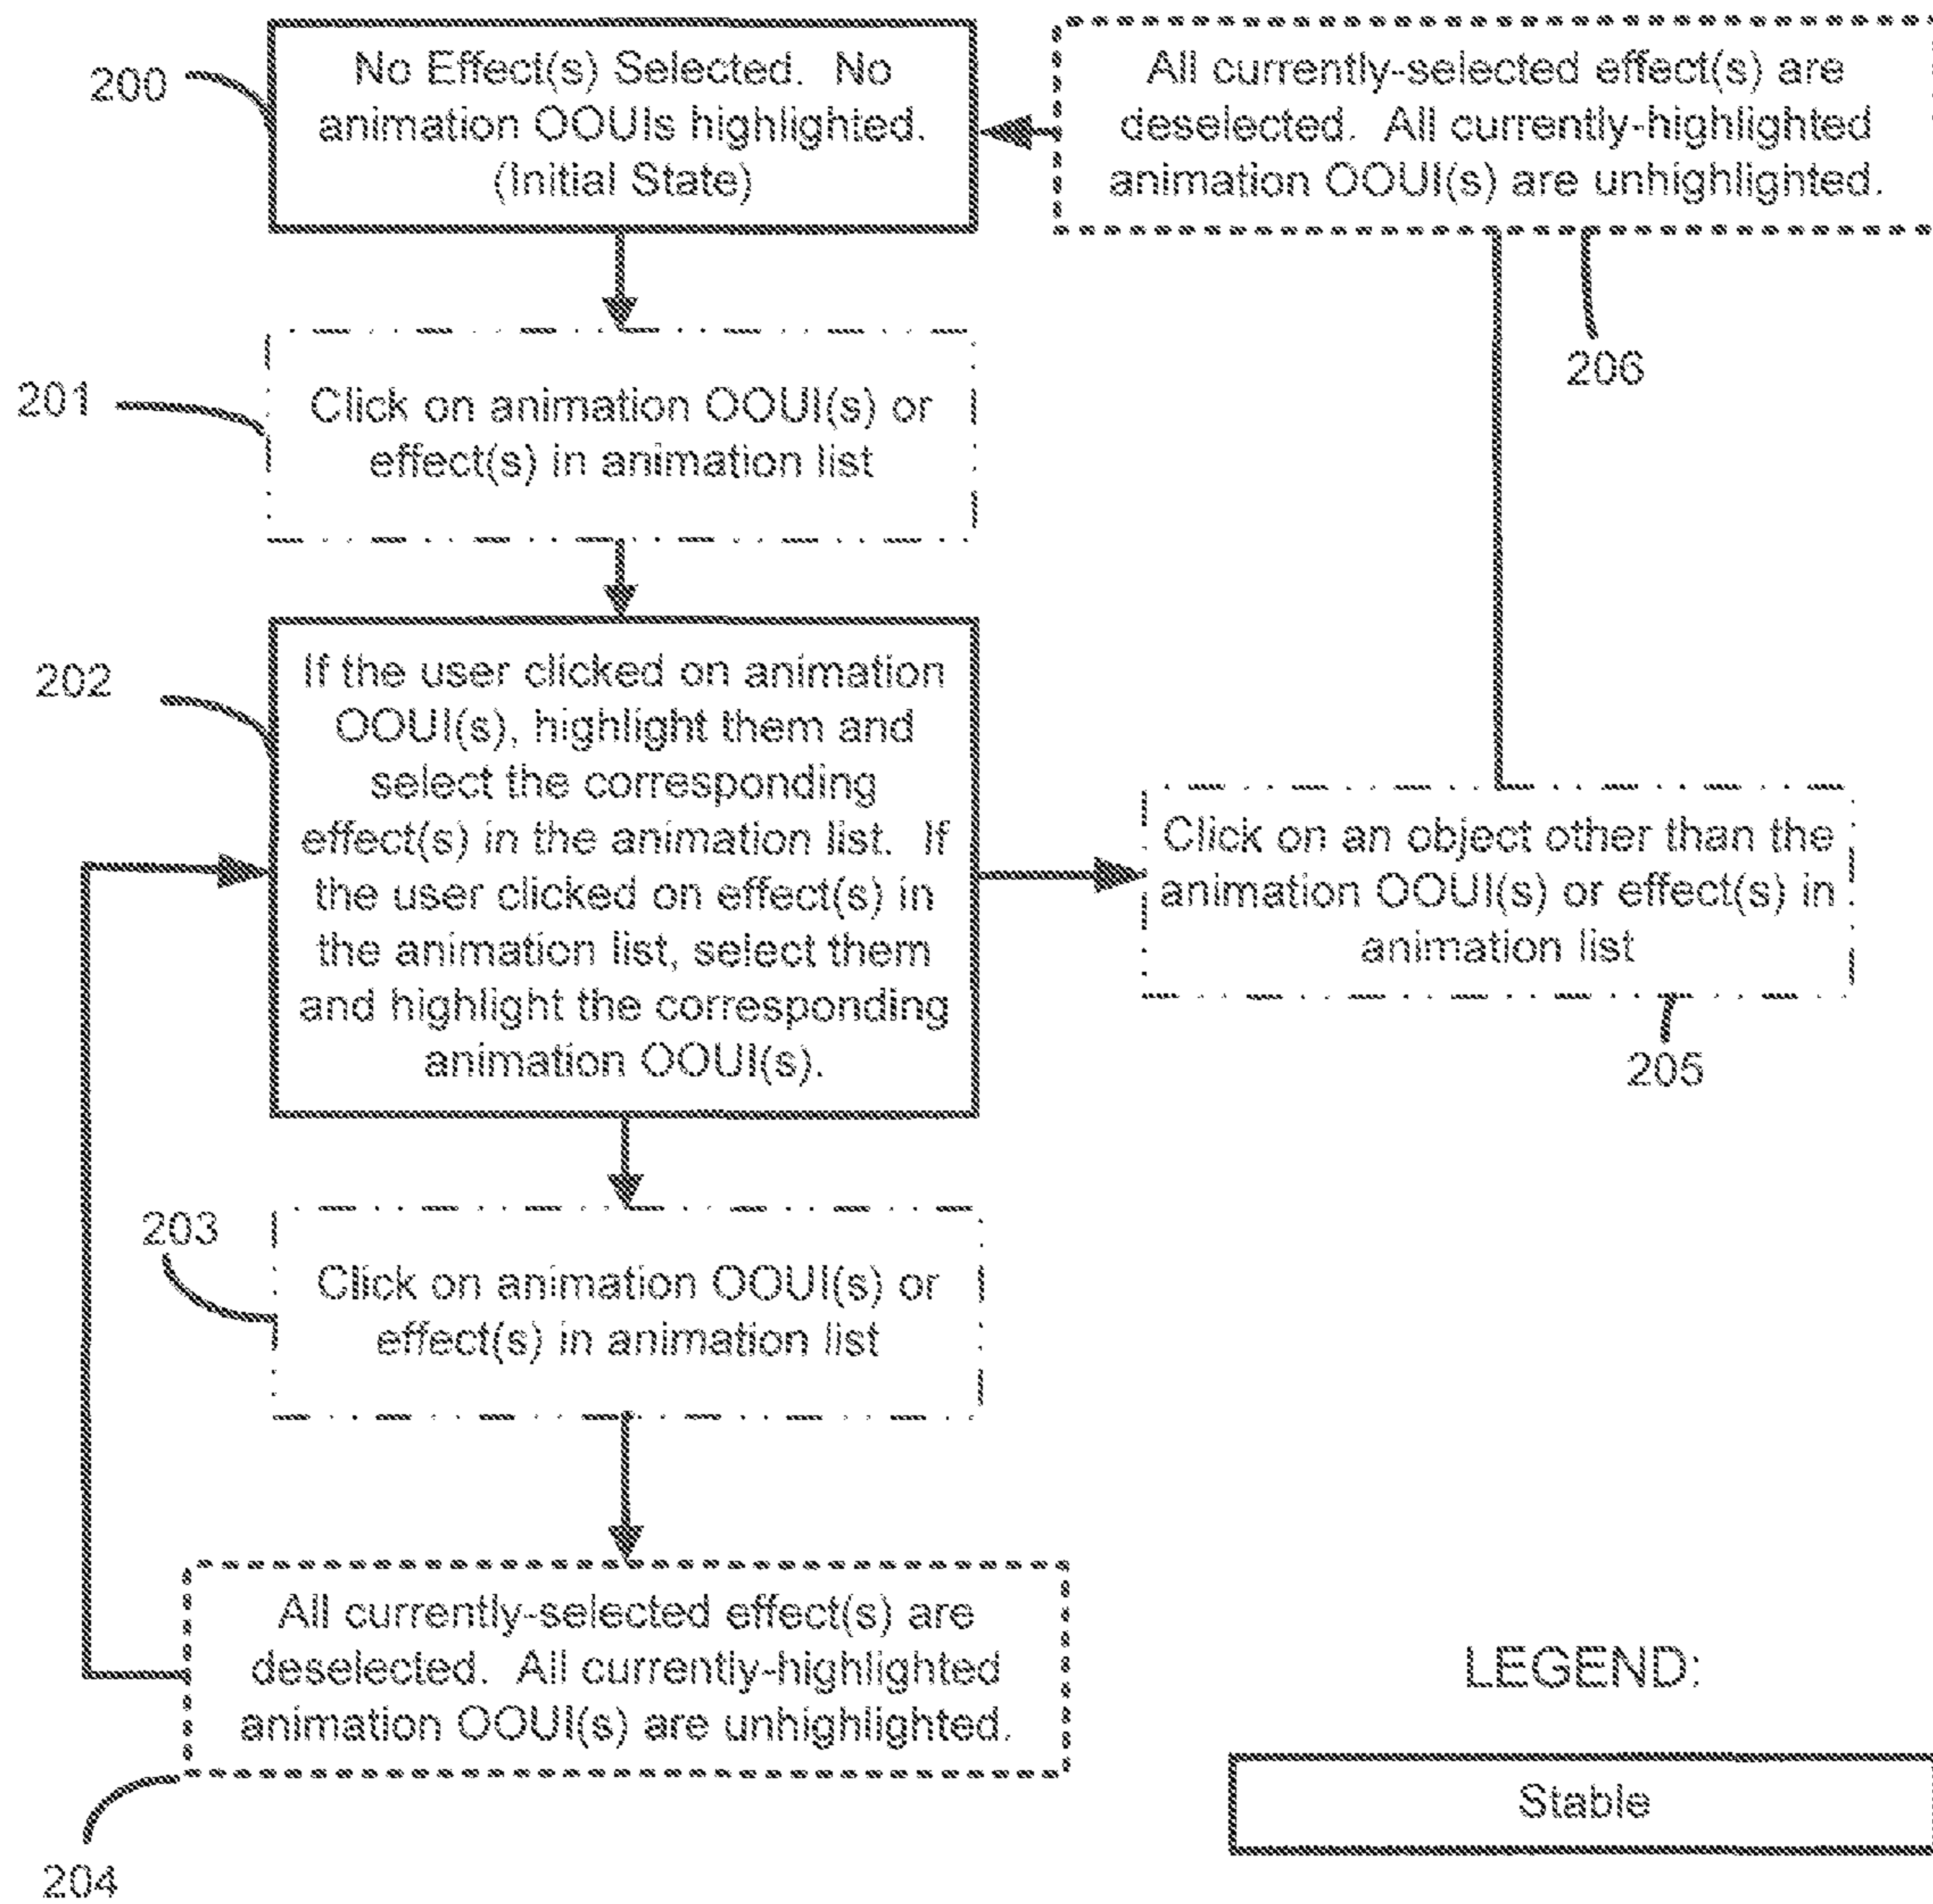 200
No Effect(s) Selected. No
animation OOUIs highlighted.
(Initial State)
All currently-selected effect(s) are
deselected. All currently-highlighted
animation OOUI(s) are unhighlighted.
206
201
Click on animation OOUI(s) or
effect(s) in animation list
202
If the user clicked on animation
OOUI(s), highlight them and
select the corresponding
effect(s) in the animation list. If
the user clicked on effect(s) in
the animation list, select them
and highlight the corresponding
animation OOUI(s).
Click on an object other than the
animation OOUI(s) or effect(s) in
animation list
205
203
Click on animation OOUI(s) or
effect(s) in animation list
All currently-selected effect(s) are
deselected. All currently-highlighted
animation OOUI(s) are unhighlighted.
204
LEGEND:
Stable